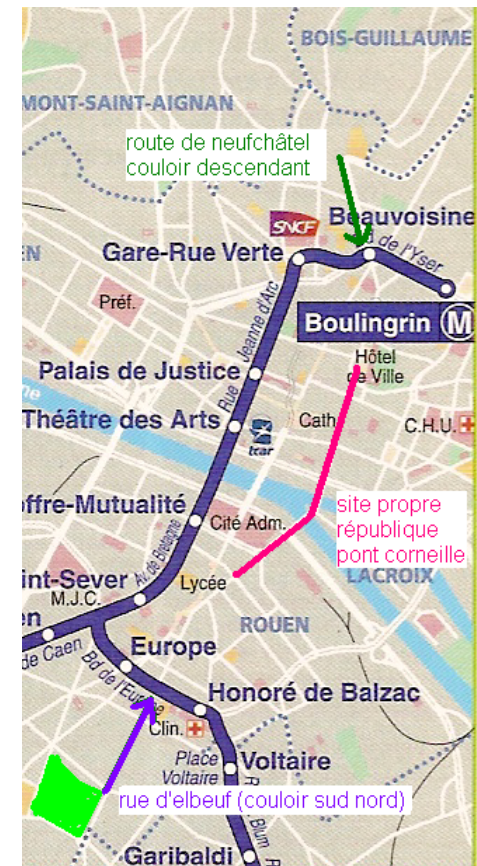 BOIS-GUILLAUME
MONT-SAINT-AIGNAN
route de neufchâtel
couloir descendant
Beauvoisine
SNCF
de l'Yser
EN
Gare-Rue Verte
Préf.
Rue Jeanne d'Arc
Boulingrin M
Hôtel
de Ville
Palais de Justice
Théâtre des Arts
Cath.
C.H.U.
tcar
offre-Mutualité
Cité Adm.
site propre
république
pont corneille
Av. de Bretagne
int-Sever
M.J.C.
Lycée
LACROIX
en
de Caen
ROUEN
Europe
Bd de l'Europe
Honoré de Balzac
Clin.
Place
Voltaire
Voltaire
rue d'elbeuf (couloir sud nord)
R. Blum
Garibaldi